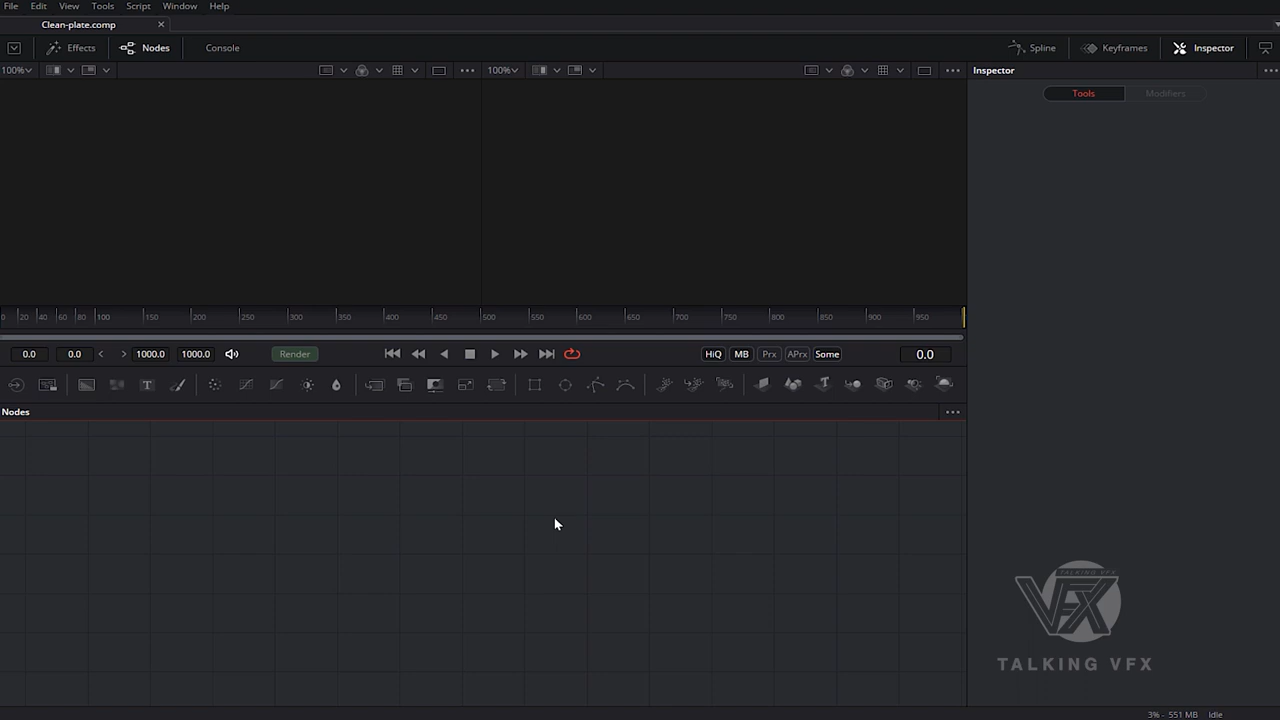 File Edit View Tools Script Window Help
Clean-plate.comp
Effects Nodes Console Spline Keyframes Inspector
100% 100% Inspector
Tools Modifiers
0 20 40 60 80 100 150 200 250 300 350 400 450 500 550 600 650 700 750 800 850 900 950
0.0 0.0 1000.0 1000.0 Render HiQ MB Prx APrx Some 0.0
Nodes
TALKING VFX
VFX
TALKING VFX
3% - 551 MB Idle